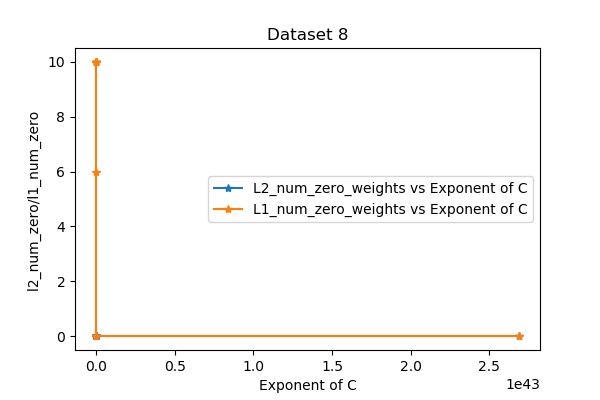 Dataset 8
l2_num_zero/l1_num_zero
10
8
6
4
2
0
L2_num_zero_weights vs Exponent of C
L1_num_zero_weights vs Exponent of C
0.0 0.5 1.0 1.5 2.0 2.5
1e43
Exponent of C